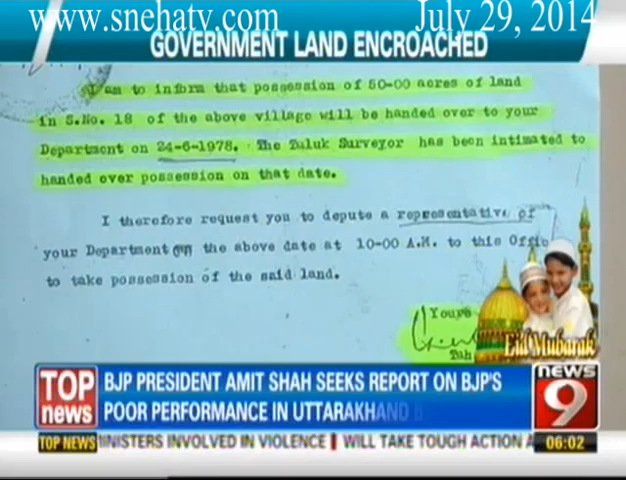 www.snehatv.com July 29, 2014
GOVERNMENT LAND ENCROACHED
I am to inform that possession of 50-00 acres of land
in S.No. 18 of the above village will be handed over to your
Department on 24-6-1978. The Taluk Surveyor has been intimated to
handed over possession on that date.
I therefore request you to depute a representative of
your Department on the above date at 10-00 A.M. to this Offic
to take possession of the said land.
Yours
Tah
Eid Mubarak
TOP news
BJP PRESIDENT AMIT SHAH SEEKS REPORT ON BJP'S
POOR PERFORMANCE IN UTTARAKHAND
NEWS
9
TOP NEWS INISTERS INVOLVED IN VIOLENCE WILL TAKE TOUGH ACTION A 06:02